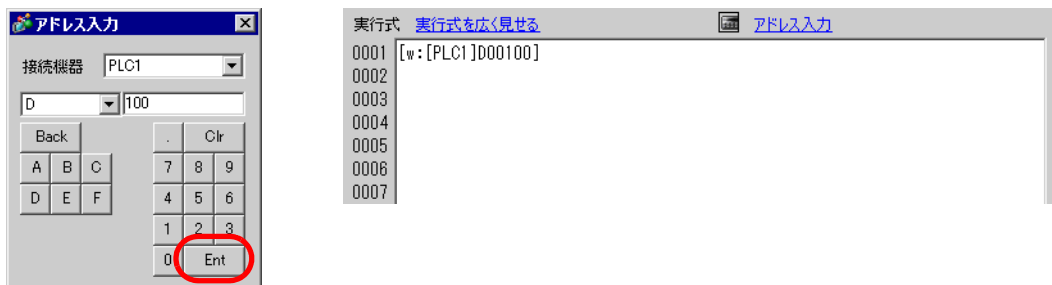 アドレス入力
接続機器 PLC1
D 100
Back . Clr
A B C 7 8 9
D E F 4 5 6
1 2 3
0 Ent
実行式 実行式を広く見せる アドレス入力
0001 [w:[PLC1]D00100]
0002
0003
0004
0005
0006
0007